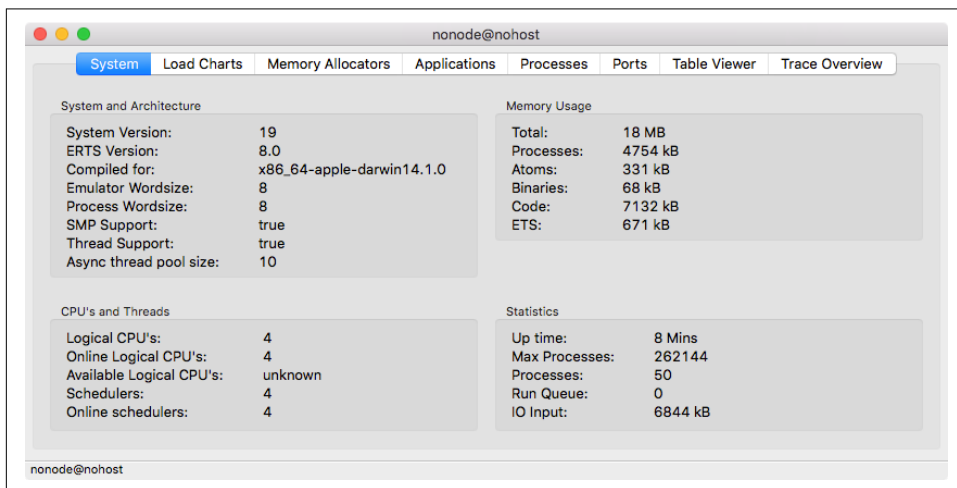 nonode@nohost
System Load Charts Memory Allocators Applications Processes Ports Table Viewer Trace Overview
System and Architecture
System Version: 19
ERTS Version: 8.0
Compiled for: x86_64-apple-darwin14.1.0
Emulator Wordsize: 8
Process Wordsize: 8
SMP Support: true
Thread Support: true
Async thread pool size: 10
Memory Usage
Total: 18 MB
Processes: 4754 kB
Atoms: 331 kB
Binaries: 68 kB
Code: 7132 kB
ETS: 671 kB
CPU's and Threads
Logical CPU's: 4
Online Logical CPU's: 4
Available Logical CPU's: unknown
Schedulers: 4
Online schedulers: 4
Statistics
Up time: 8 Mins
Max Processes: 262144
Processes: 50
Run Queue: 0
IO Input: 6844 kB
nonode@nohost